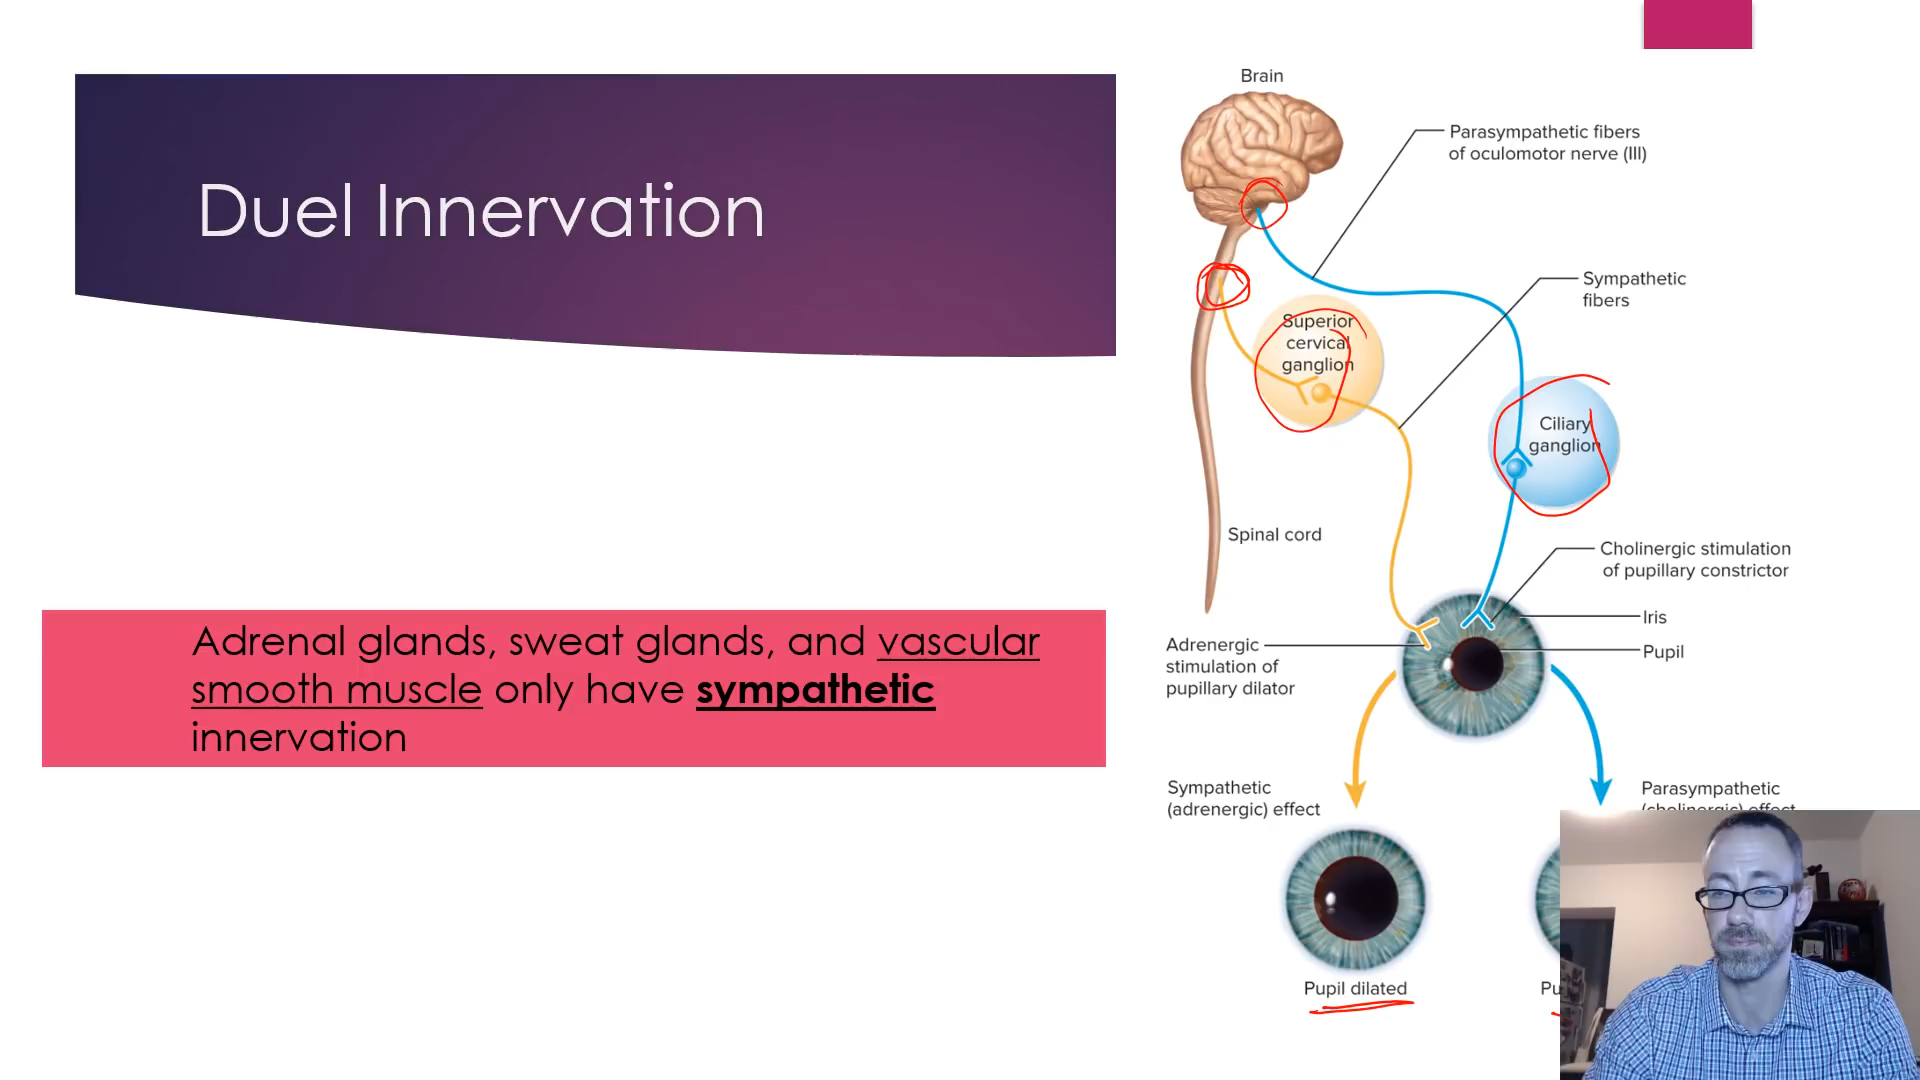 Duel Innervation
Adrenal glands, sweat glands, and vascular
smooth muscle only have sympathetic
innervation
Brain
Parasympathetic fibers
of oculomotor nerve (III)
Sympathetic
fibers
Superior
cervical
ganglion
Ciliary
ganglion
Spinal cord
Cholinergic stimulation
of pupillary constrictor
Iris
Pupil
Adrenergic
stimulation of
pupillary dilator
Sympathetic
(adrenergic) effect
Parasympathetic
(cholinergic) effect
Pupil dilated
Pu